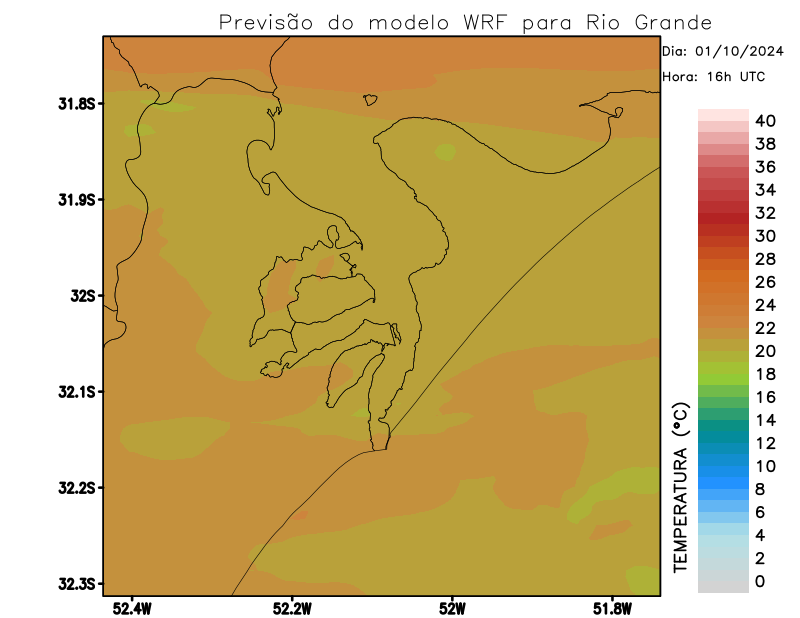 Previsão do modelo WRF para Rio Grande
Dia: 01/10/2024
Hora: 16h UTC
31.8S
31.9S
32S
32.1S
32.2S
32.3S
52.4W
52.2W
52W
51.8W
TEMPERATURA (°C)
40
38
36
34
32
30
28
26
24
22
20
18
16
14
12
10
8
6
4
2
0